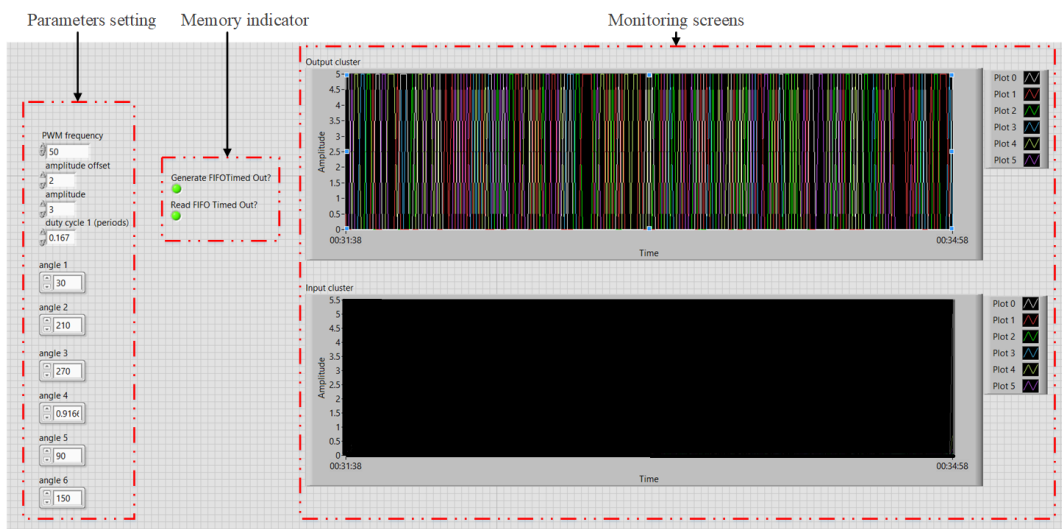 Parameters setting
Memory indicator
Monitoring screens
PWM frequency
50
amplitude offset
2
amplitude
3
duty cycle 1 (periods)
0.167
angle 1
30
angle 2
210
angle 3
270
angle 4
0.916
angle 5
90
angle 6
150
Generate FIFOTimed Out?
Read FIFO Timed Out?
Output cluster
Amplitude
5
4.5
4
3.5
3
2.5
2
1.5
1
0.5
0
00:31:38
00:34:58
Time
Plot 0
Plot 1
Plot 2
Plot 3
Plot 4
Plot 5
Input cluster
Amplitude
5.5
5
4.5
4
3.5
3
2.5
2
1.5
1
0.5
0
00:31:38
00:34:58
Time
Plot 0
Plot 1
Plot 2
Plot 3
Plot 4
Plot 5